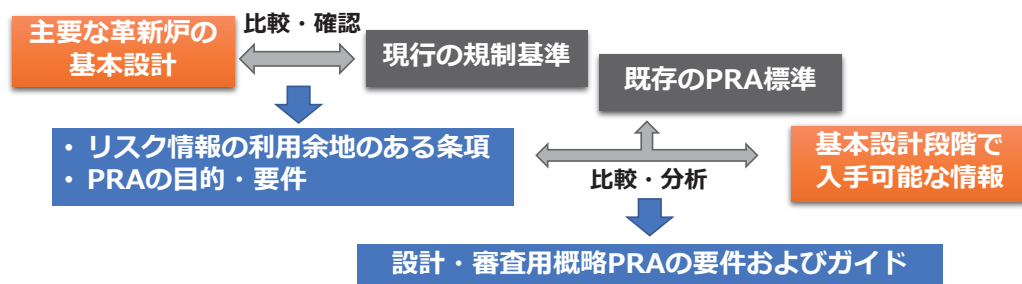 主要な革新炉の
基本設計
比較・確認
現行の規制基準
既存のPRA標準
・ リスク情報の利用余地のある条項
・ PRAの目的・要件
比較・分析
基本設計段階で
入手可能な情報
設計・審査用概略PRAの要件およびガイド